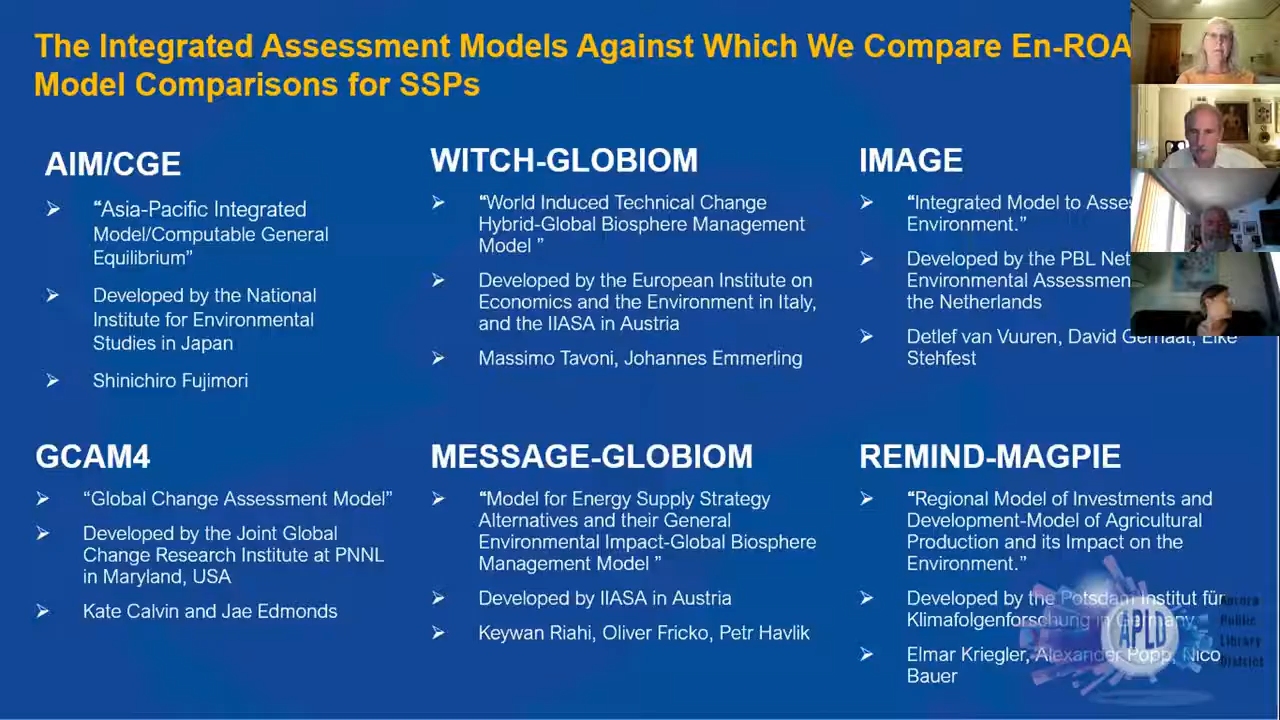 The Integrated Assessment Models Against Which We Compare En-ROA
Model Comparisons for SSPs
AIM/CGE
➢ “Asia-Pacific Integrated
Model/Computable General
Equilibrium”
➢ Developed by the National
Institute for Environmental
Studies in Japan
➢ Shinichiro Fujimori
WITCH-GLOBIOM
➢ “World Induced Technical Change
Hybrid-Global Biosphere Management
Model ”
➢ Developed by the European Institute on
Economics and the Environment in Italy,
and the IIASA in Austria
➢ Massimo Tavoni, Johannes Emmerling
IMAGE
➢ “Integrated Model to Asses
Environment.”
➢ Developed by the PBL Net
Environmental Assessmen
the Netherlands
➢ Detlef van Vuuren, David Gernaat, Elke
Stehfest
GCAM4
➢ “Global Change Assessment Model”
➢ Developed by the Joint Global
Change Research Institute at PNNL
in Maryland, USA
➢ Kate Calvin and Jae Edmonds
MESSAGE-GLOBIOM
➢ “Model for Energy Supply Strategy
Alternatives and their General
Environmental Impact-Global Biosphere
Management Model ”
➢ Developed by IIASA in Austria
➢ Keywan Riahi, Oliver Fricko, Petr Havlik
REMIND-MAGPIE
➢ “Regional Model of Investments and
Development-Model of Agricultural
Production and its Impact on the
Environment.”
➢ Developed by the Potsdam Institut für
Klimafolgenforschung in Germany
➢ Elmar Kriegler, Alexander Popp, Nico
Bauer
APLD
Aurora
Public
Library
District